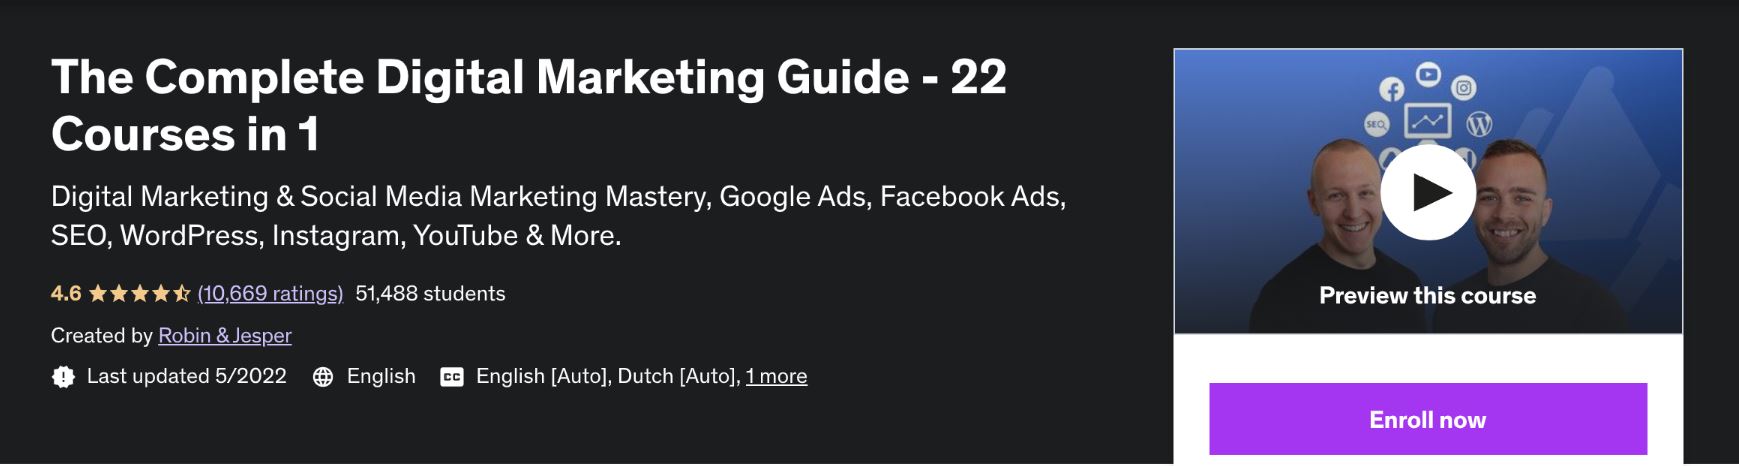 The Complete Digital Marketing Guide - 22
Courses in 1
Digital Marketing & Social Media Marketing Mastery, Google Ads, Facebook Ads,
SEO, WordPress, Instagram, YouTube & More.
4.6 (10,669 ratings) 51,488 students
Created by Robin & Jesper
Last updated 5/2022 English CC English [Auto], Dutch [Auto], 1 more
SEO
Preview this course
Enroll now